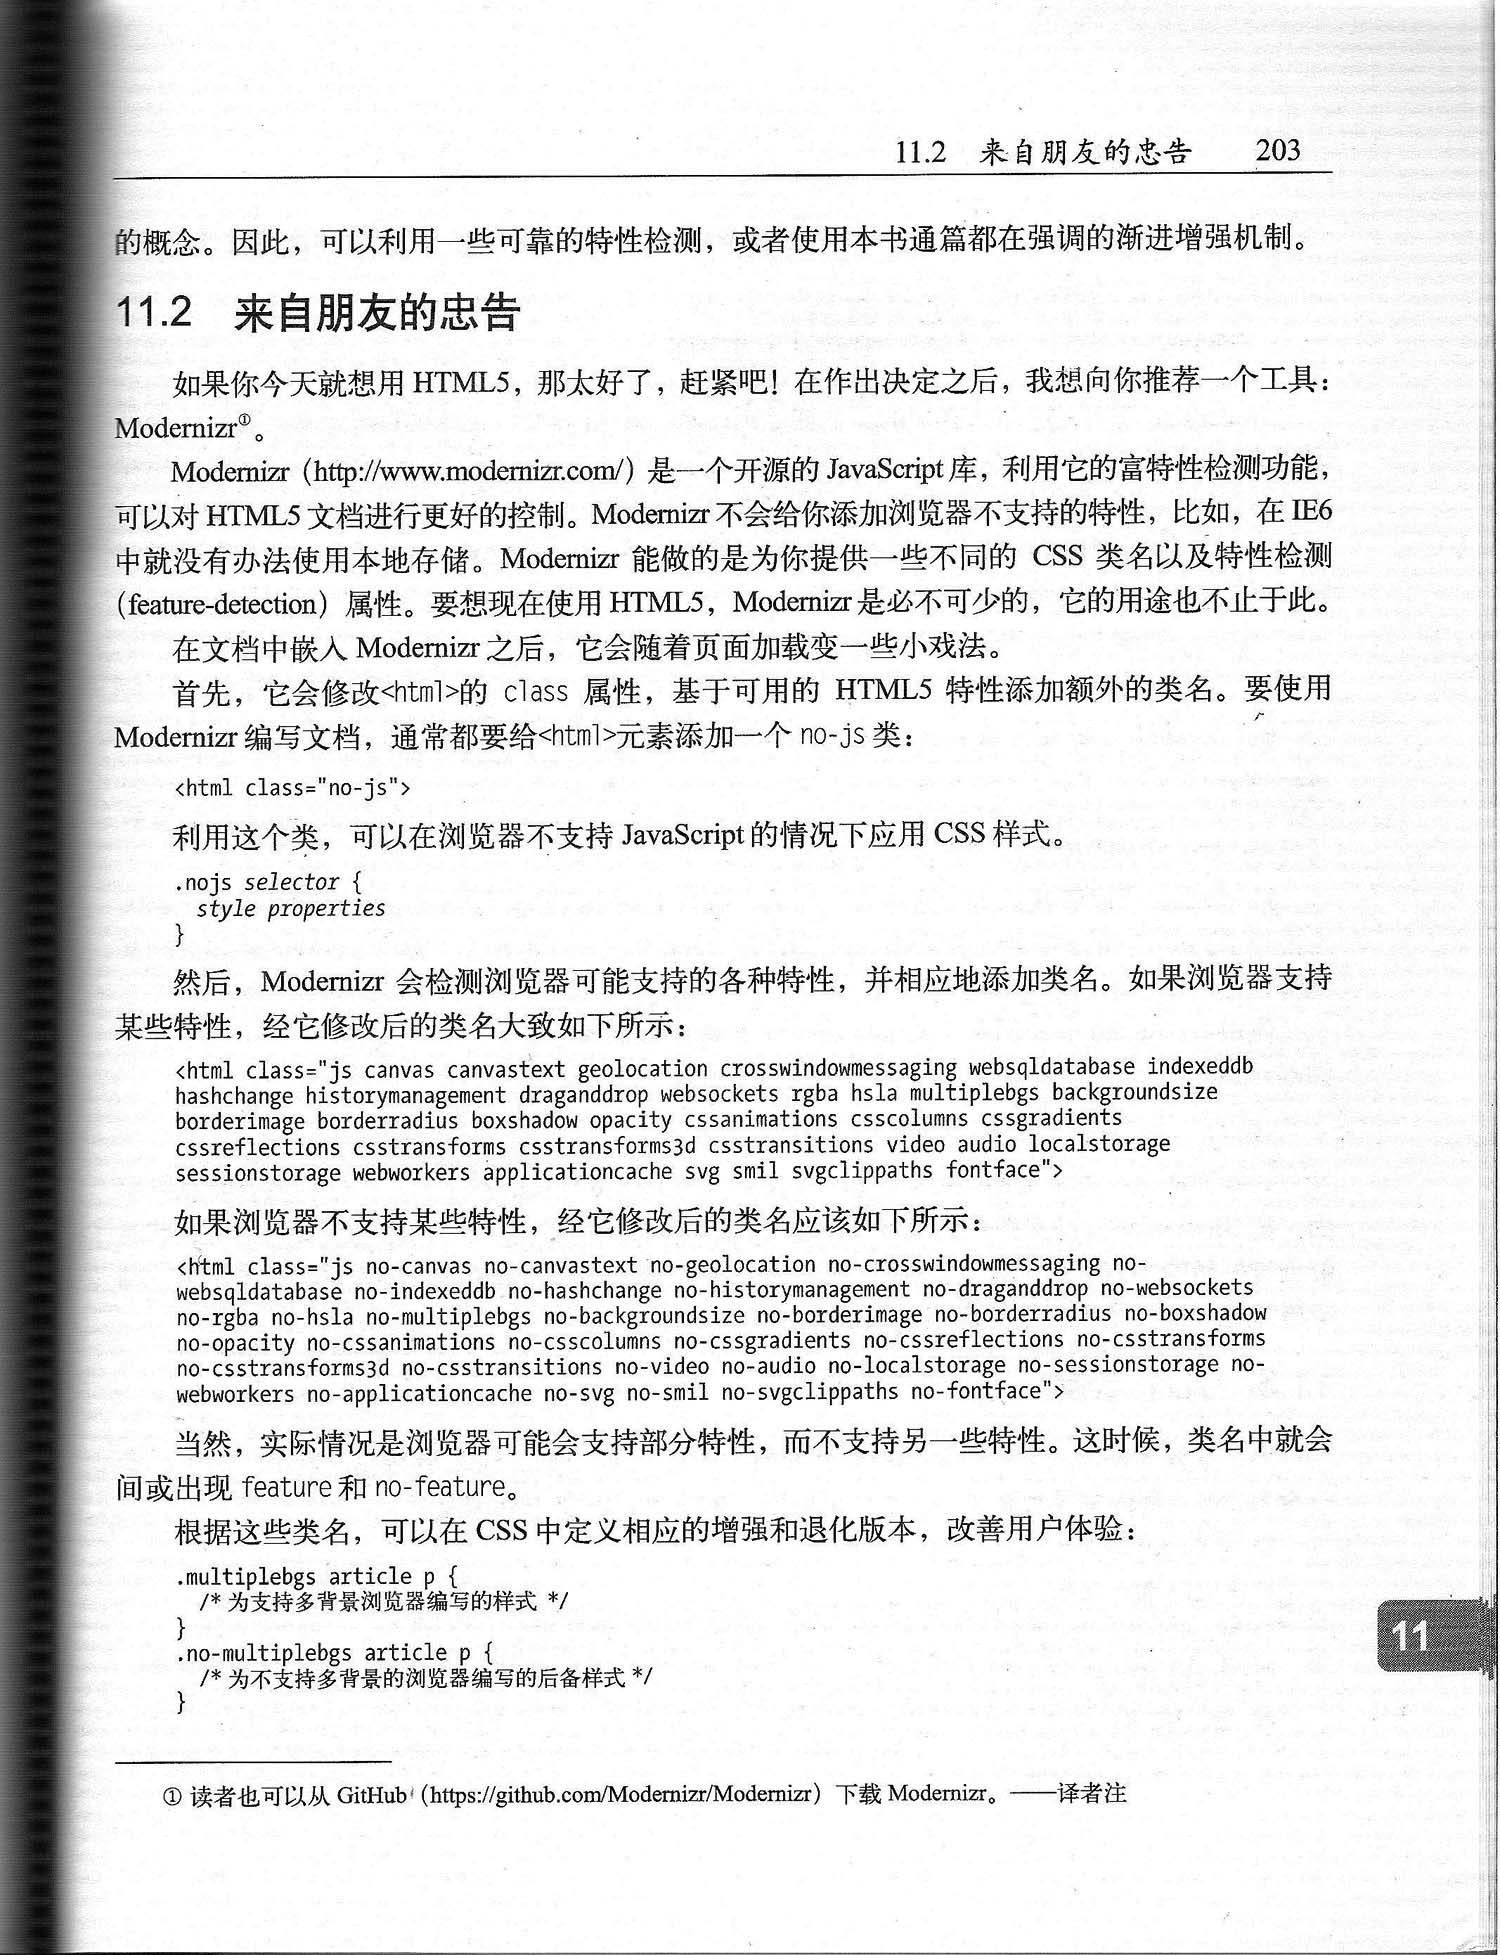 11.2 来自朋友的忠告 203
的概念。因此，可以利用一些可靠的特性检测，或者使用本书通篇都在强调的渐进增强机制。
11.2 来自朋友的忠告
如果你今天就想用 HTML5，那太好了，赶紧吧！在作出决定之后，我想向你推荐一个工具：
Modernizr①。
Modernizr（http://www.modernizr.com/）是一个开源的 JavaScript 库，利用它的富特性检测功能，
可以对 HTML5 文档进行更好的控制。Modernizr 不会给你添加浏览器不支持的特性，比如，在 IE6
中就没有办法使用本地存储。Modernizr 能做的是为你提供一些不同的 CSS 类名以及特性检测
（feature-detection）属性。要想现在使用 HTML5，Modernizr 是必不可少的，它的用途也不止于此。
在文档中嵌入 Modernizr 之后，它会随着页面加载变一些小戏法。
首先，它会修改<html>的 class 属性，基于可用的 HTML5 特性添加额外的类名。要使用
Modernizr 编写文档，通常都要给<html>元素添加一个 no-js 类：
<html class="no-js">
利用这个类，可以在浏览器不支持 JavaScript 的情况下应用 CSS 样式。
.nojs selector {
style properties
}
然后，Modernizr 会检测浏览器可能支持的各种特性，并相应地添加类名。如果浏览器支持
某些特性，经它修改后的类名大致如下所示：
<html class="js canvas canvastext geolocation crosswindowmessaging websqldatabase indexeddb
hashchange historymanagement draganddrop websockets rgba hsla multiplebgs backgroundsize
borderimage borderradius boxshadow opacity cssanimations csscolumns cssgradients
cssreflections csstransforms csstransforms3d csstransitions video audio localstorage
sessionstorage webworkers applicationcache svg smil svgclippaths fontface">
如果浏览器不支持某些特性，经它修改后的类名应该如下所示：
<html class="js no-canvas no-canvastext no-geolocation no-crosswindowmessaging no-
websqldatabase no-indexeddb no-hashchange no-historymanagement no-draganddrop no-websockets
no-rgba no-hsla no-multiplebgs no-backgroundsize no-borderimage no-borderradius no-boxshadow
no-opacity no-cssanimations no-csscolumns no-cssgradients no-cssreflections no-csstransforms
no-csstransforms3d no-csstransitions no-video no-audio no-localstorage no-sessionstorage no-
webworkers no-applicationcache no-svg no-smil no-svgclippaths no-fontface">
当然，实际情况是浏览器可能会支持部分特性，而不支持另一些特性。这时候，类名中就会
间或出现 feature 和 no-feature。
根据这些类名，可以在 CSS 中定义相应的增强和退化版本，改善用户体验：
.multiplebgs article p {
/* 为支持多背景浏览器编写的样式 */
}
.no-multiplebgs article p {
/* 为不支持多背景的浏览器编写的后备样式 */
}
11
① 读者也可以从 GitHub（https://github.com/Modernizr/Modernizr）下载 Modernizr。——译者注